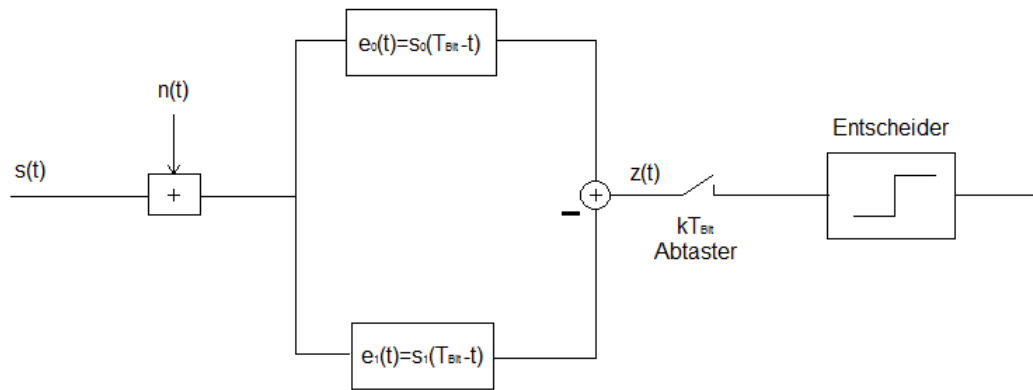 e₀(t)=s₀(T_Bit-t)
n(t)
s(t)
+
+
z(t)
kT_Bit
Abtaster
Entscheider
e₁(t)=s₁(T_Bit-t)